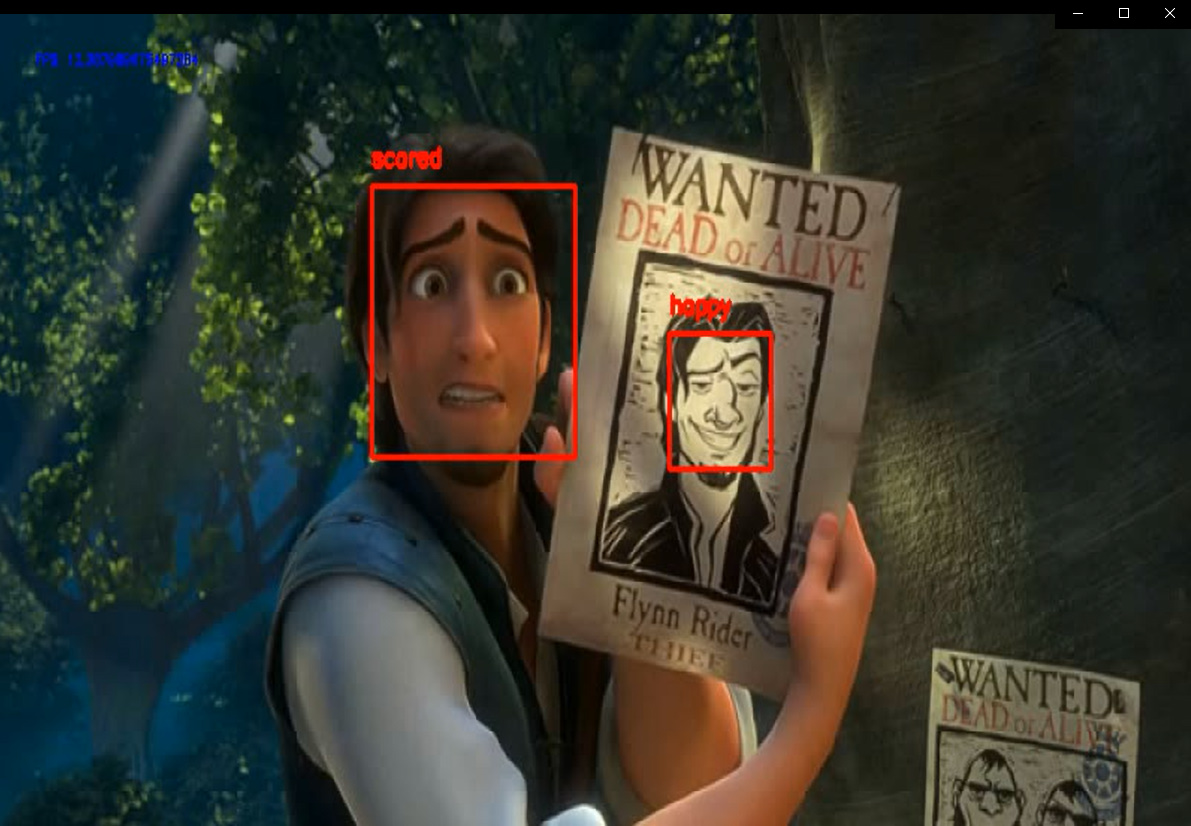 scared
WANTED
DEAD or ALIVE
happy
Flynn Rider
THIEF
WANTED
DEAD or ALIVE